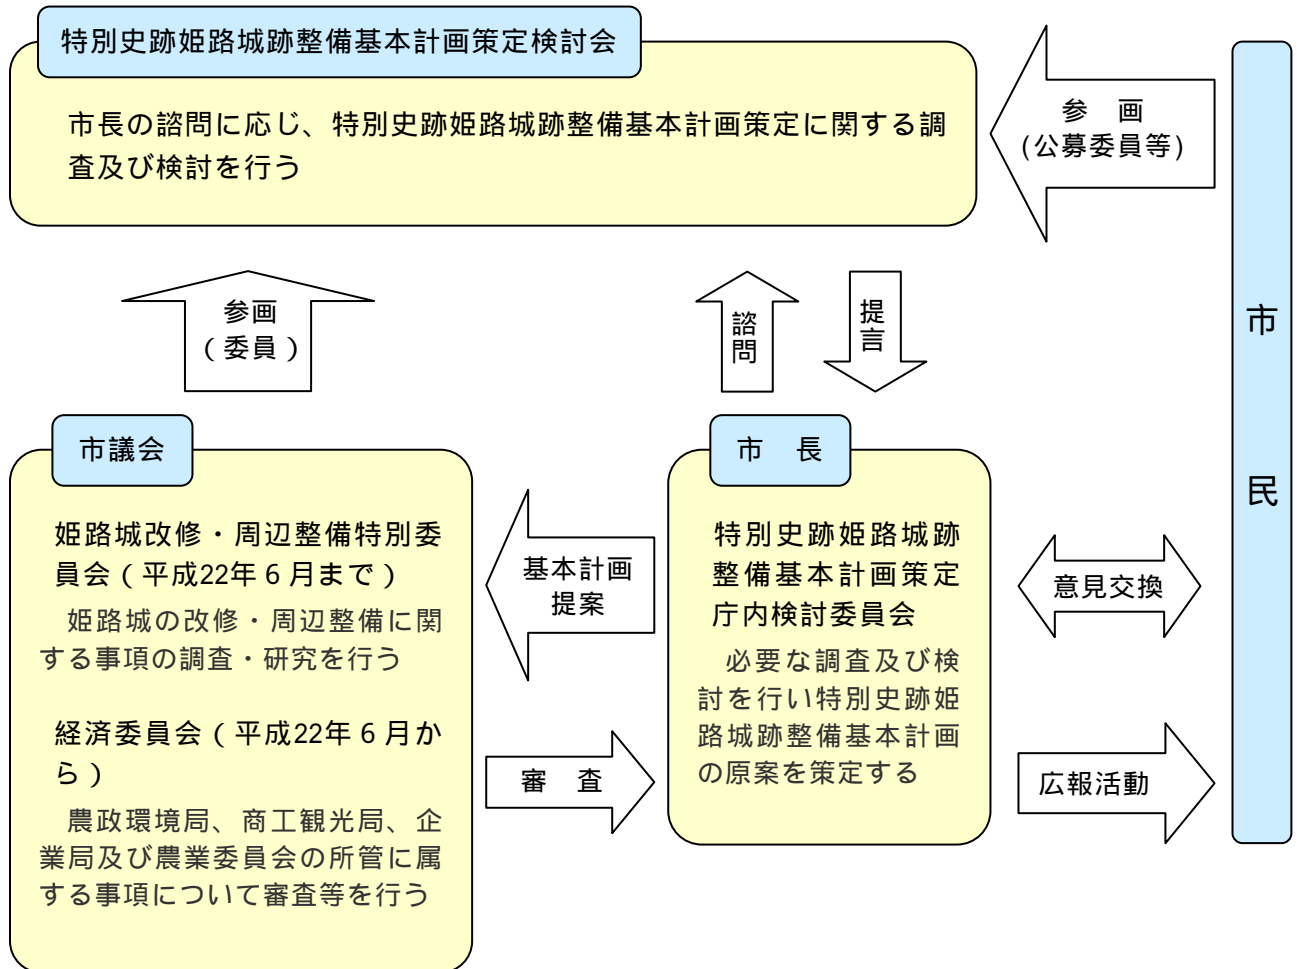 特別史跡姫路城跡整備基本計画策定検討会
市長の諮問に応じ、特別史跡姫路城跡整備基本計画策定に関する調
査及び検討を行う
参　画
(公募委員等)
市
民
参画
（委員）
諮
問
提
言
市議会
姫路城改修・周辺整備特別委
員会（平成22年６月まで）
姫路城の改修・周辺整備に関
する事項の調査・研究を行う
経済委員会（平成22年６月か
ら）
農政環境局、商工観光局、企
業局及び農業委員会の所管に属
する事項について審査等を行う
基本計画
提案
審　査
市　長
特別史跡姫路城跡
整備基本計画策定
庁内検討委員会
必要な調査及び検
討を行い特別史跡姫
路城跡整備基本計画
の原案を策定する
意見交換
広報活動